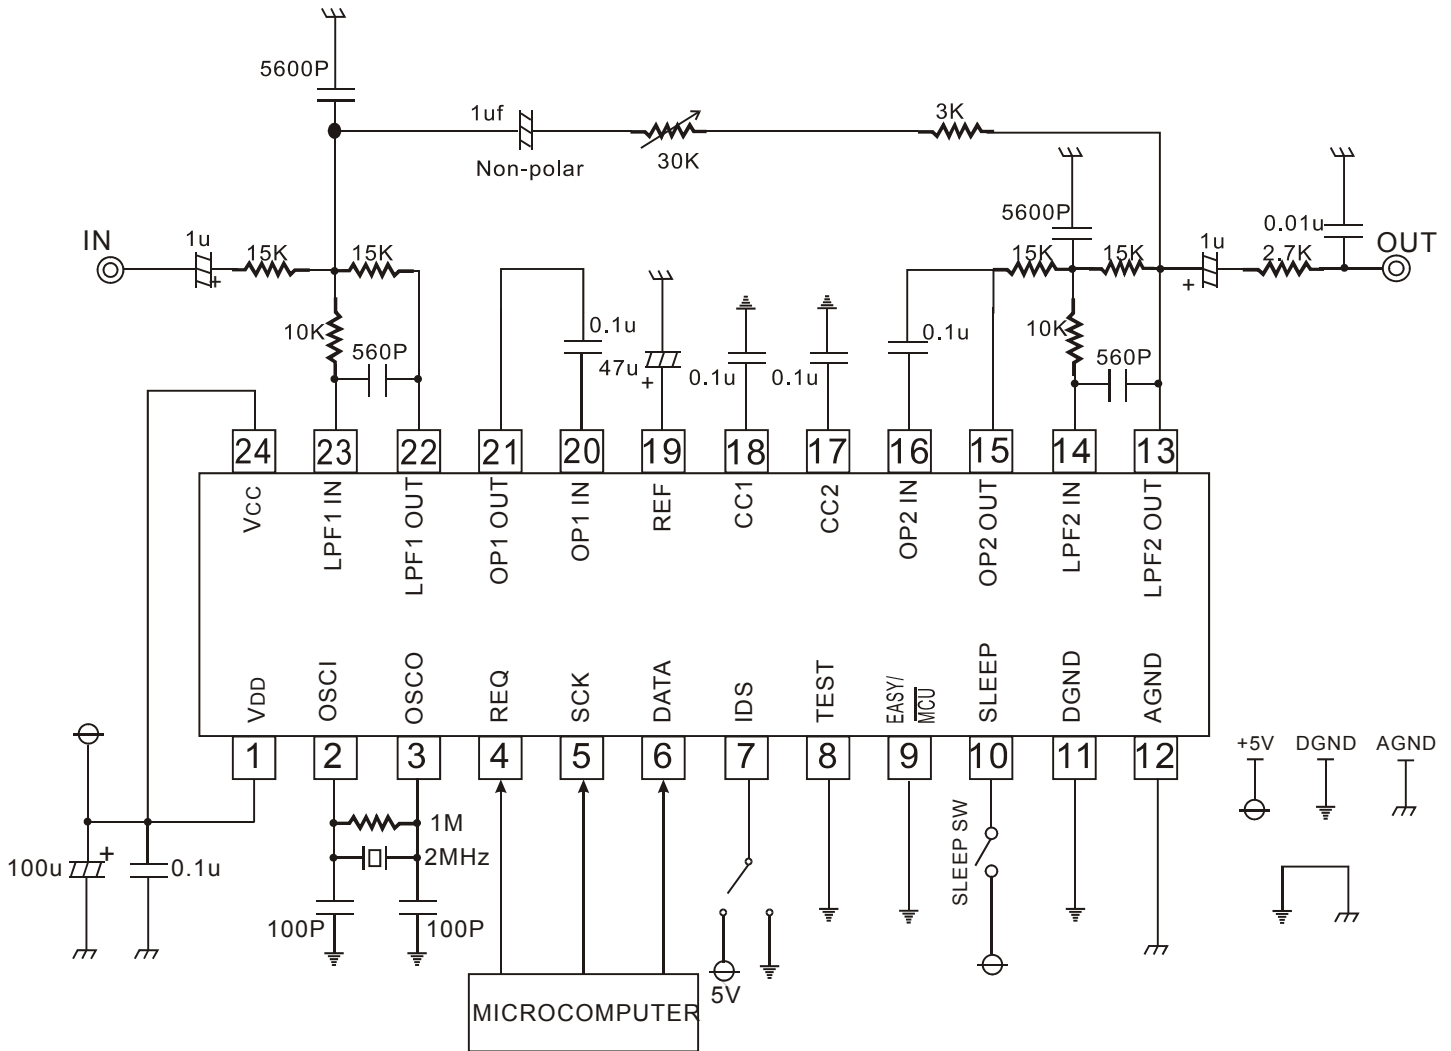 5600P
1uf
Non-polar
30K
3K
IN
1u
15K
15K
10K
560P
0.1u
47u
+
+
0.1u
0.1u
0.1u
5600P
15K
15K
10K
560P
1u
+
2.7K
0.01u
OUT
24
23
22
21
20
19
18
17
16
15
14
13
VCC
LPF1 IN
LPF1 OUT
OP1 OUT
OP1 IN
REF
CC1
CC2
OP2 IN
OP2 OUT
LPF2 IN
LPF2 OUT
VDD
OSCI
OSCO
REQ
SCK
DATA
IDS
TEST
EASY/
MCU
SLEEP
DGND
AGND
1
2
3
4
5
6
7
8
9
10
11
12
+5V
DGND
AGND
100u
+
0.1u
1M
2MHz
100P
100P
5V
SLEEP SW
MICROCOMPUTER